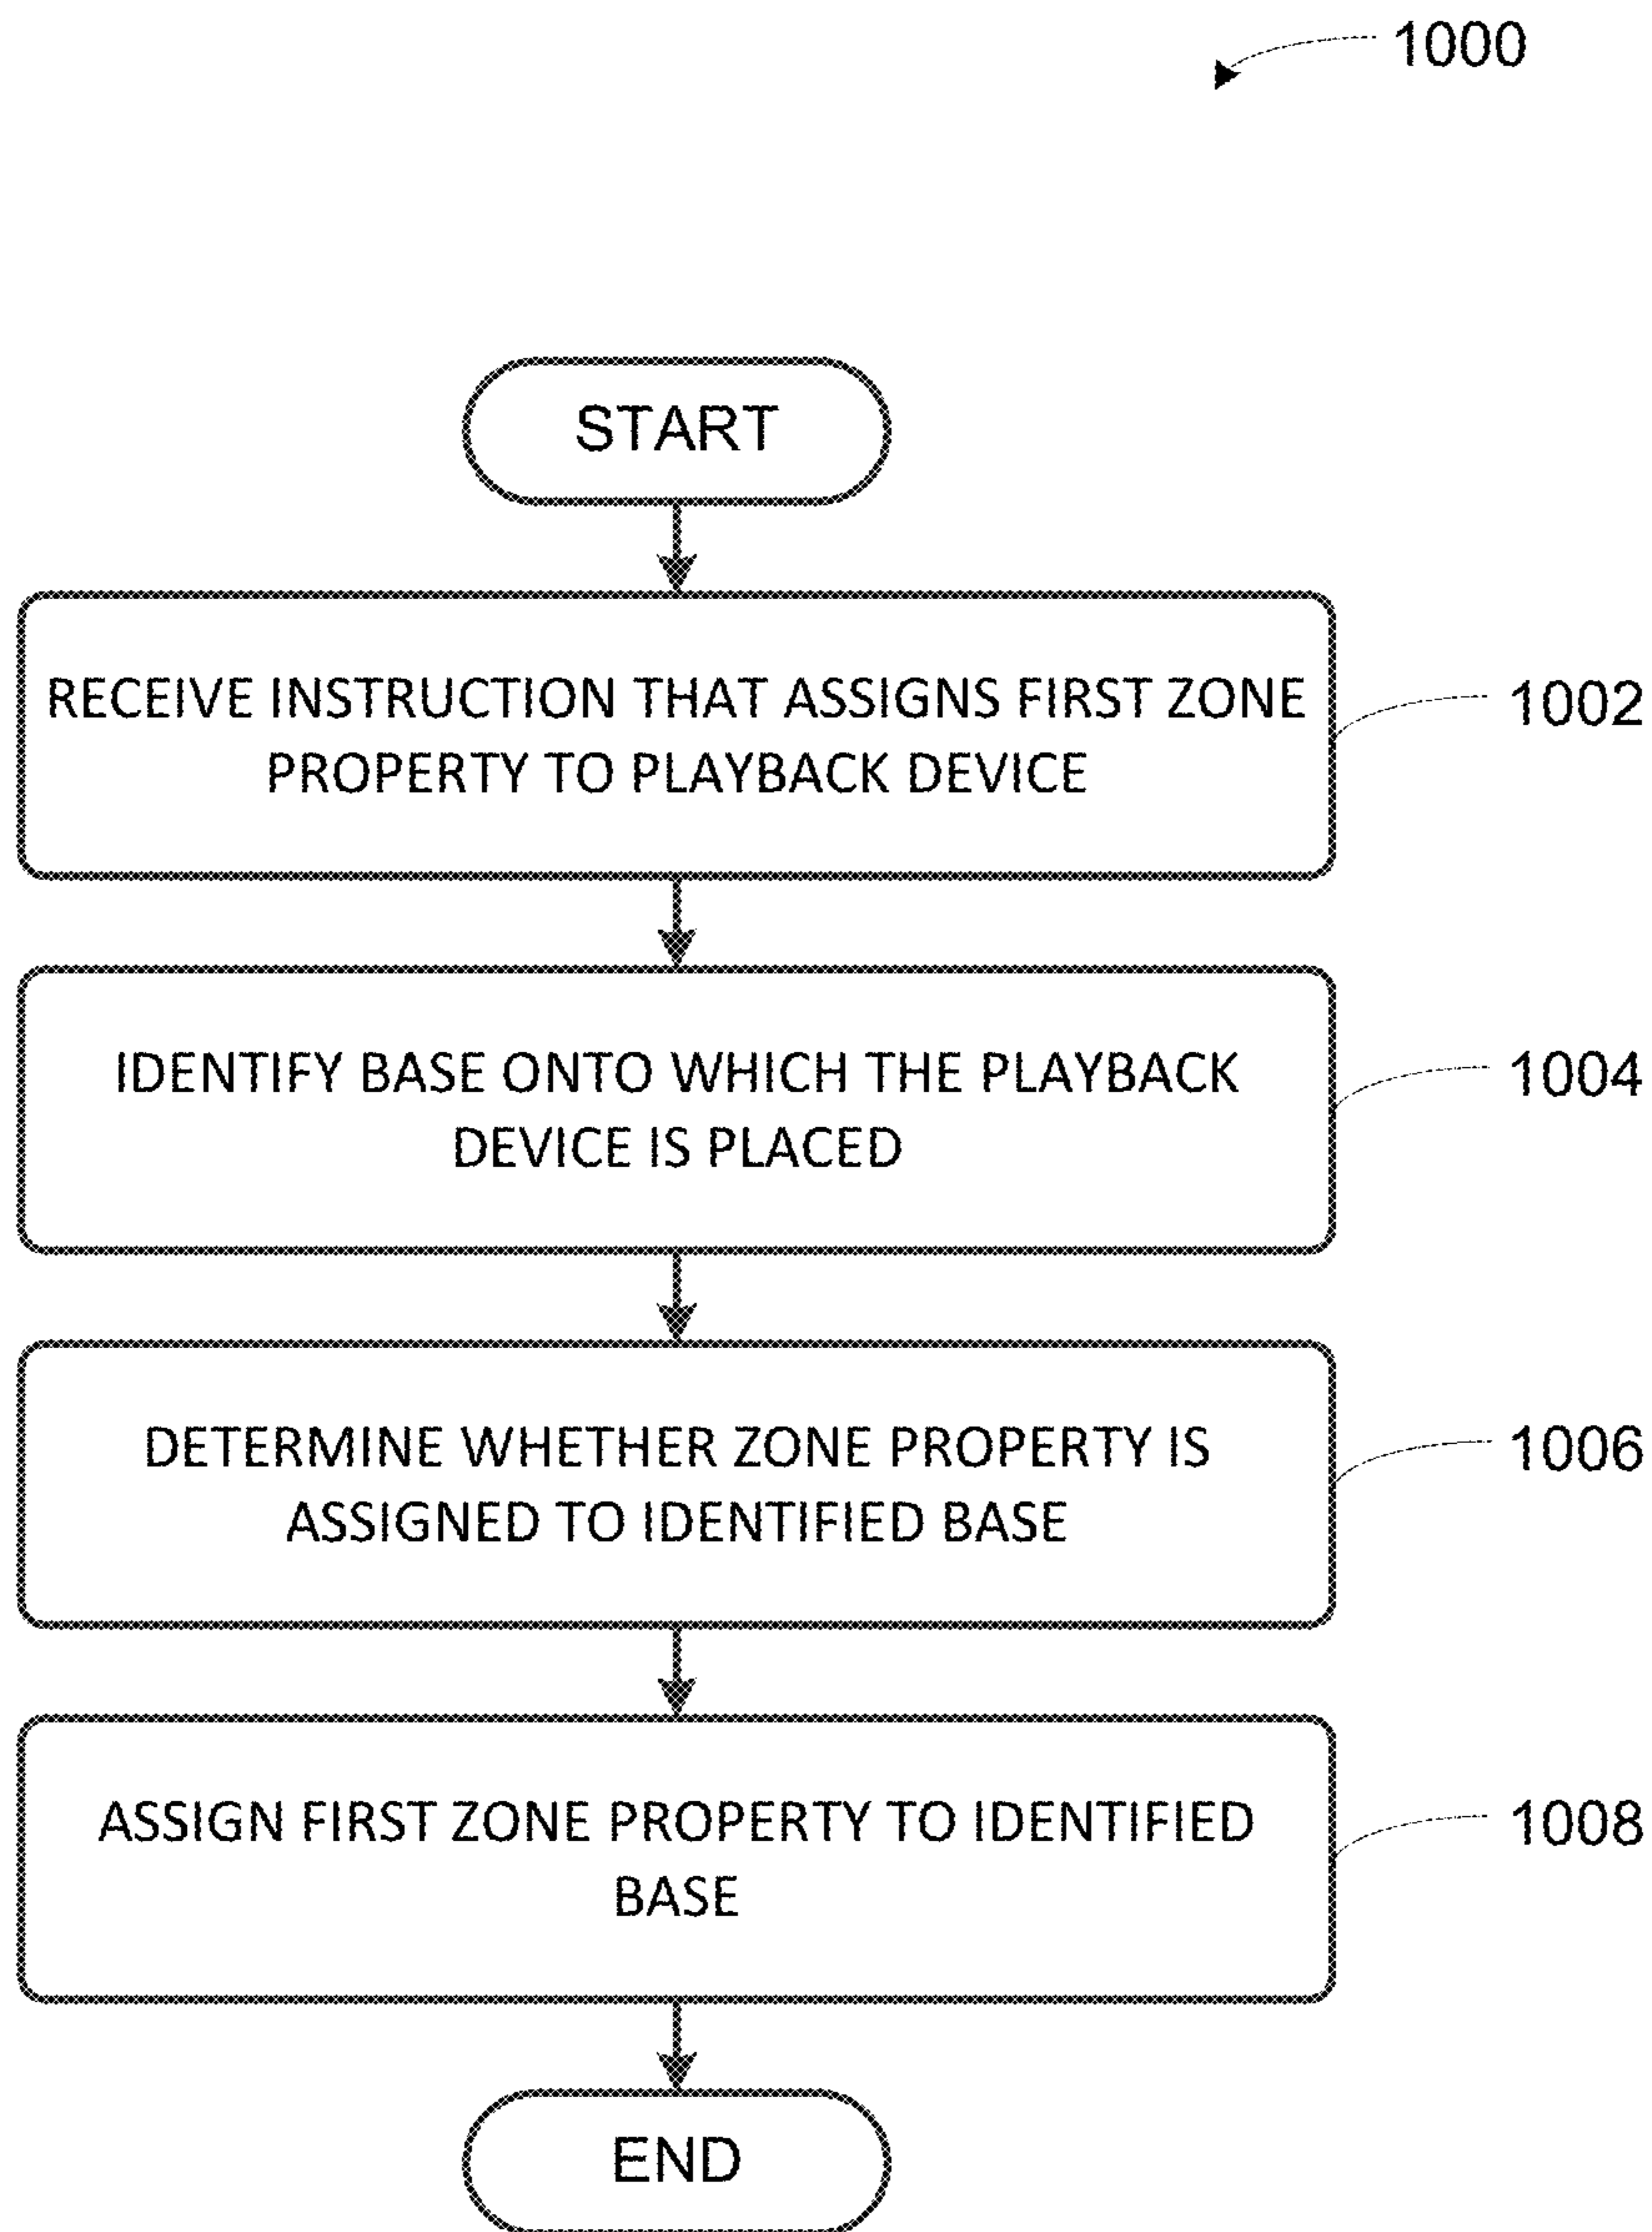 1000
START
RECEIVE INSTRUCTION THAT ASSIGNS FIRST ZONE
PROPERTY TO PLAYBACK DEVICE
1002
IDENTIFY BASE ONTO WHICH THE PLAYBACK
DEVICE IS PLACED
1004
DETERMINE WHETHER ZONE PROPERTY IS
ASSIGNED TO IDENTIFIED BASE
1006
ASSIGN FIRST ZONE PROPERTY TO IDENTIFIED
BASE
1008
END